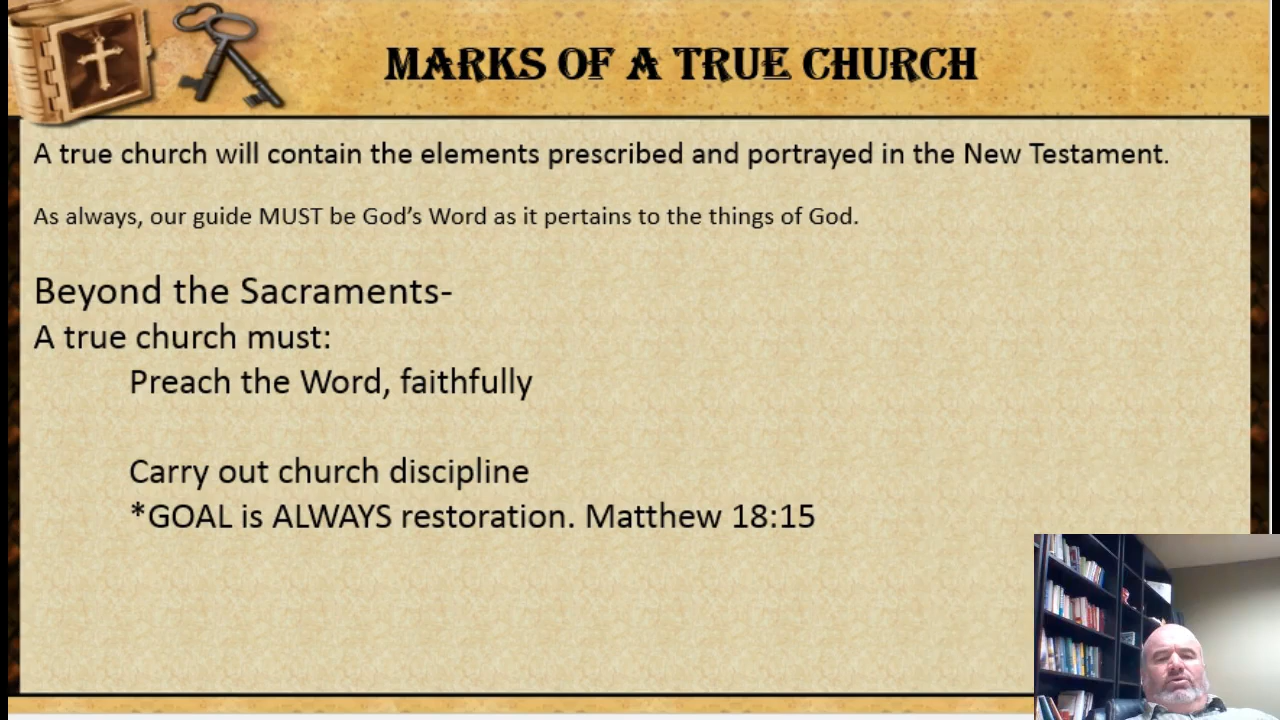 MARKS OF A TRUE CHURCH
A true church will contain the elements prescribed and portrayed in the New Testament.
As always, our guide MUST be God’s Word as it pertains to the things of God.
Beyond the Sacraments-
A true church must:
Preach the Word, faithfully
Carry out church discipline
*GOAL is ALWAYS restoration. Matthew 18:15